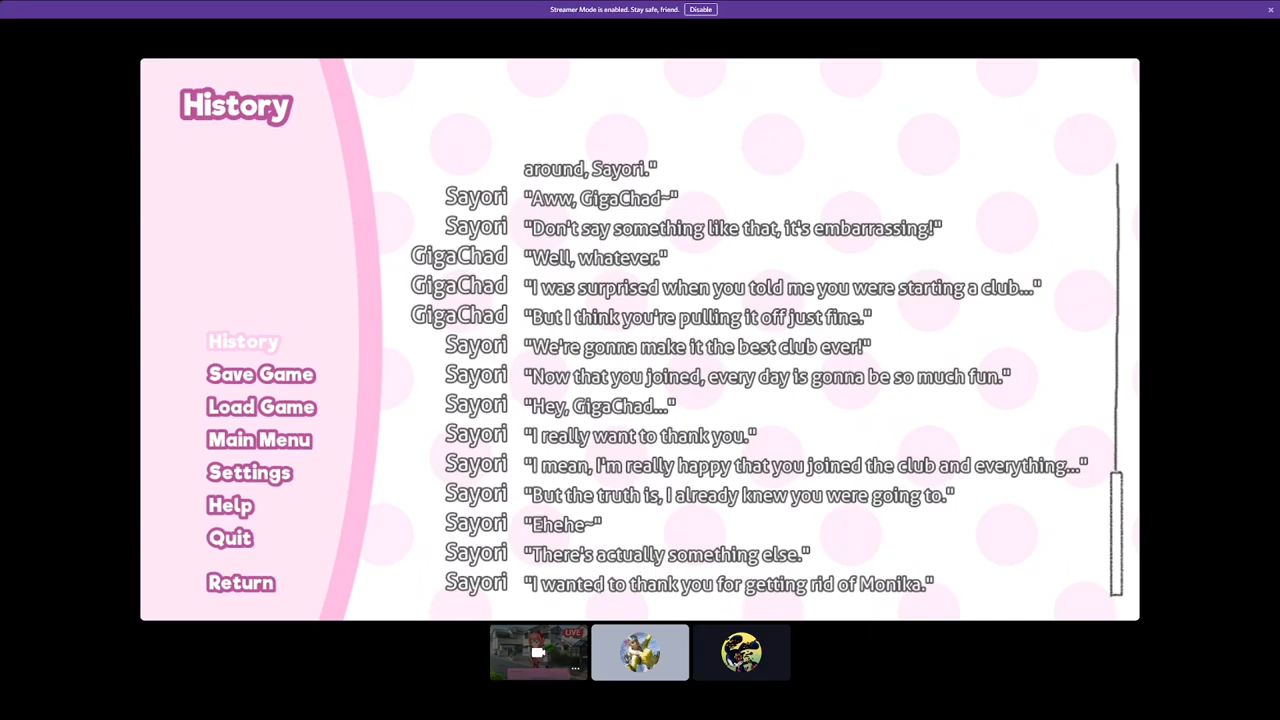 Streamer Mode is enabled. Stay safe, friend. Disable
History
around, Sayori."
Sayori "Aww, GigaChad~"
Sayori "Don't say something like that, it's embarrassing!"
GigaChad "Well, whatever."
GigaChad "I was surprised when you told me you were starting a club..."
GigaChad "But I think you're pulling it off just fine."
Sayori "We're gonna make it the best club ever!"
Sayori "Now that you joined, every day is gonna be so much fun."
Sayori "Hey, GigaChad..."
Sayori "I really want to thank you."
Sayori "I mean, I'm really happy that you joined the club and everything..."
Sayori "But the truth is, I already knew you were going to."
Sayori "Ehehe~"
Sayori "There's actually something else."
Sayori "I wanted to thank you for getting rid of Monika."
History
Save Game
Load Game
Main Menu
Settings
Help
Quit
Return
LIVE